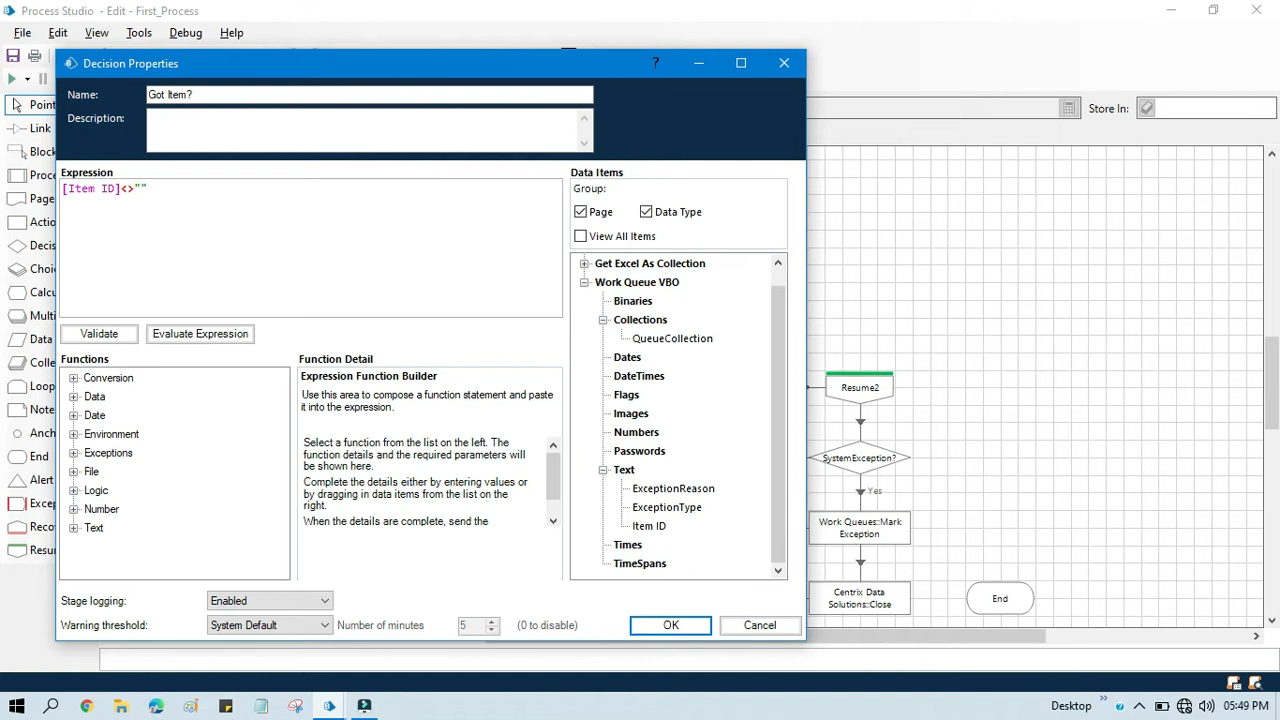 Process Studio - Edit - First_Process
File Edit View Tools Debug Help
Decision Properties
?
Name: Got Item?
Description:
Expression
[Item ID]<>""
Validate
Evaluate Expression
Functions
Conversion
Data
Date
Environment
Exceptions
File
Logic
Number
Text
Function Detail
Expression Function Builder
Use this area to compose a function statement and paste
it into the expression.
Select a function from the list on the left. The
function details and the required parameters will
be shown here.
Complete the details either by entering values or
by dragging in data items from the list on the
right.
When the details are complete, send the
Data Items
Group:
Page Data Type
View All Items
Get Excel As Collection
Work Queue VBO
Binaries
Collections
QueueCollection
Dates
DateTimes
Flags
Images
Numbers
Passwords
Text
ExceptionReason
ExceptionType
Item ID
Times
TimeSpans
Stage logging: Enabled
Warning threshold: System Default Number of minutes 5 (0 to disable)
OK
Cancel
Point
Link
Block
Proce
Page
Actio
Decis
Choic
Calcu
Multi
Data
Colle
Loop
Note
Anch
End
Alert
Excep
Reco
Resu
Store In:
Resume2
SystemException?
Yes
Work Queues::Mark
Exception
Centrix Data
Solutions::Close
End
Desktop
05:49 PM